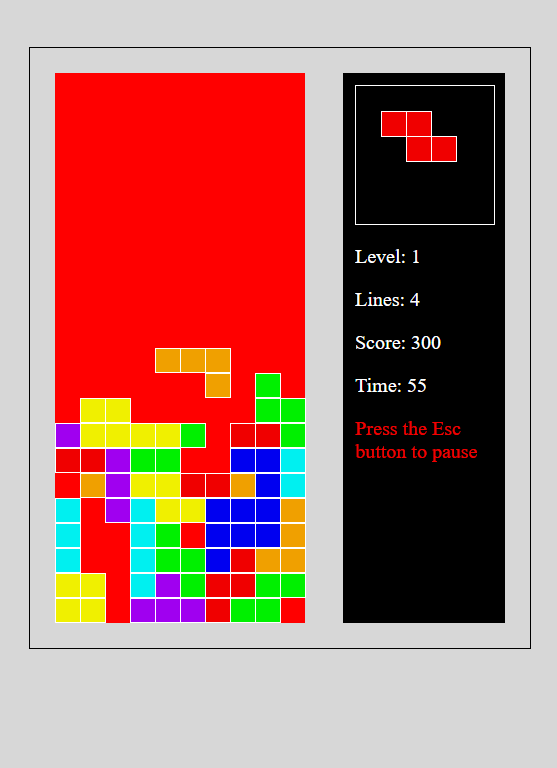 Level: 1
Lines: 4
Score: 300
Time: 55
Press the Esc
button to pause